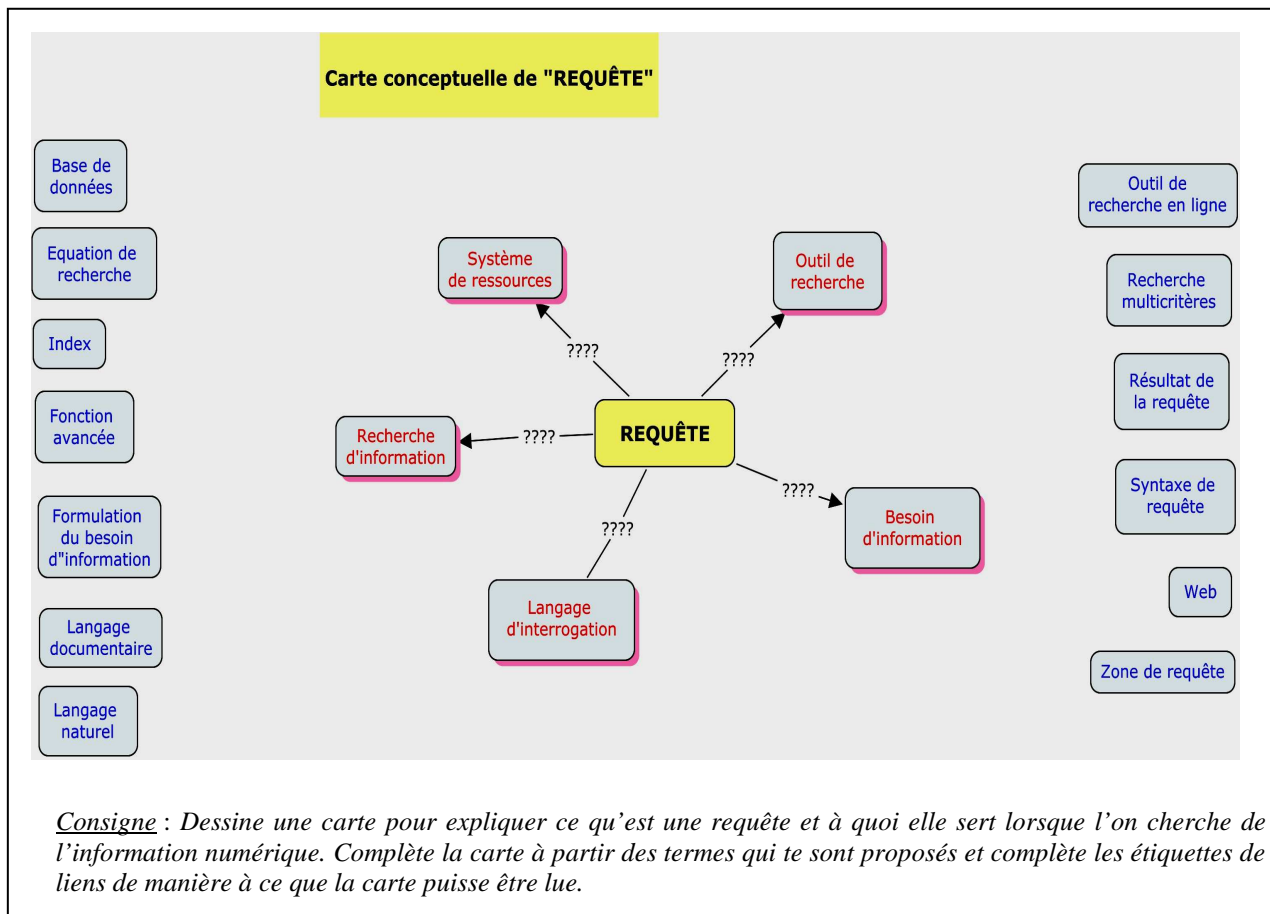 Carte conceptuelle de "REQUÊTE"
Base de
données
Equation de
recherche
Index
Fonction
avancée
Formulation
du besoin
d"information
Langage
documentaire
Langage
naturel
Système
de ressources
Outil de
recherche
????
????
Recherche
d'information
????
REQUÊTE
????
????
Besoin
d'information
Langage
d'interrogation
Outil de
recherche en ligne
Recherche
multicritères
Résultat de
la requête
Syntaxe de
requête
Web
Zone de requête
Consigne : Dessine une carte pour expliquer ce qu’est une requête et à quoi elle sert lorsque l’on cherche de
l’information numérique. Complète la carte à partir des termes qui te sont proposés et complète les étiquettes de
liens de manière à ce que la carte puisse être lue.